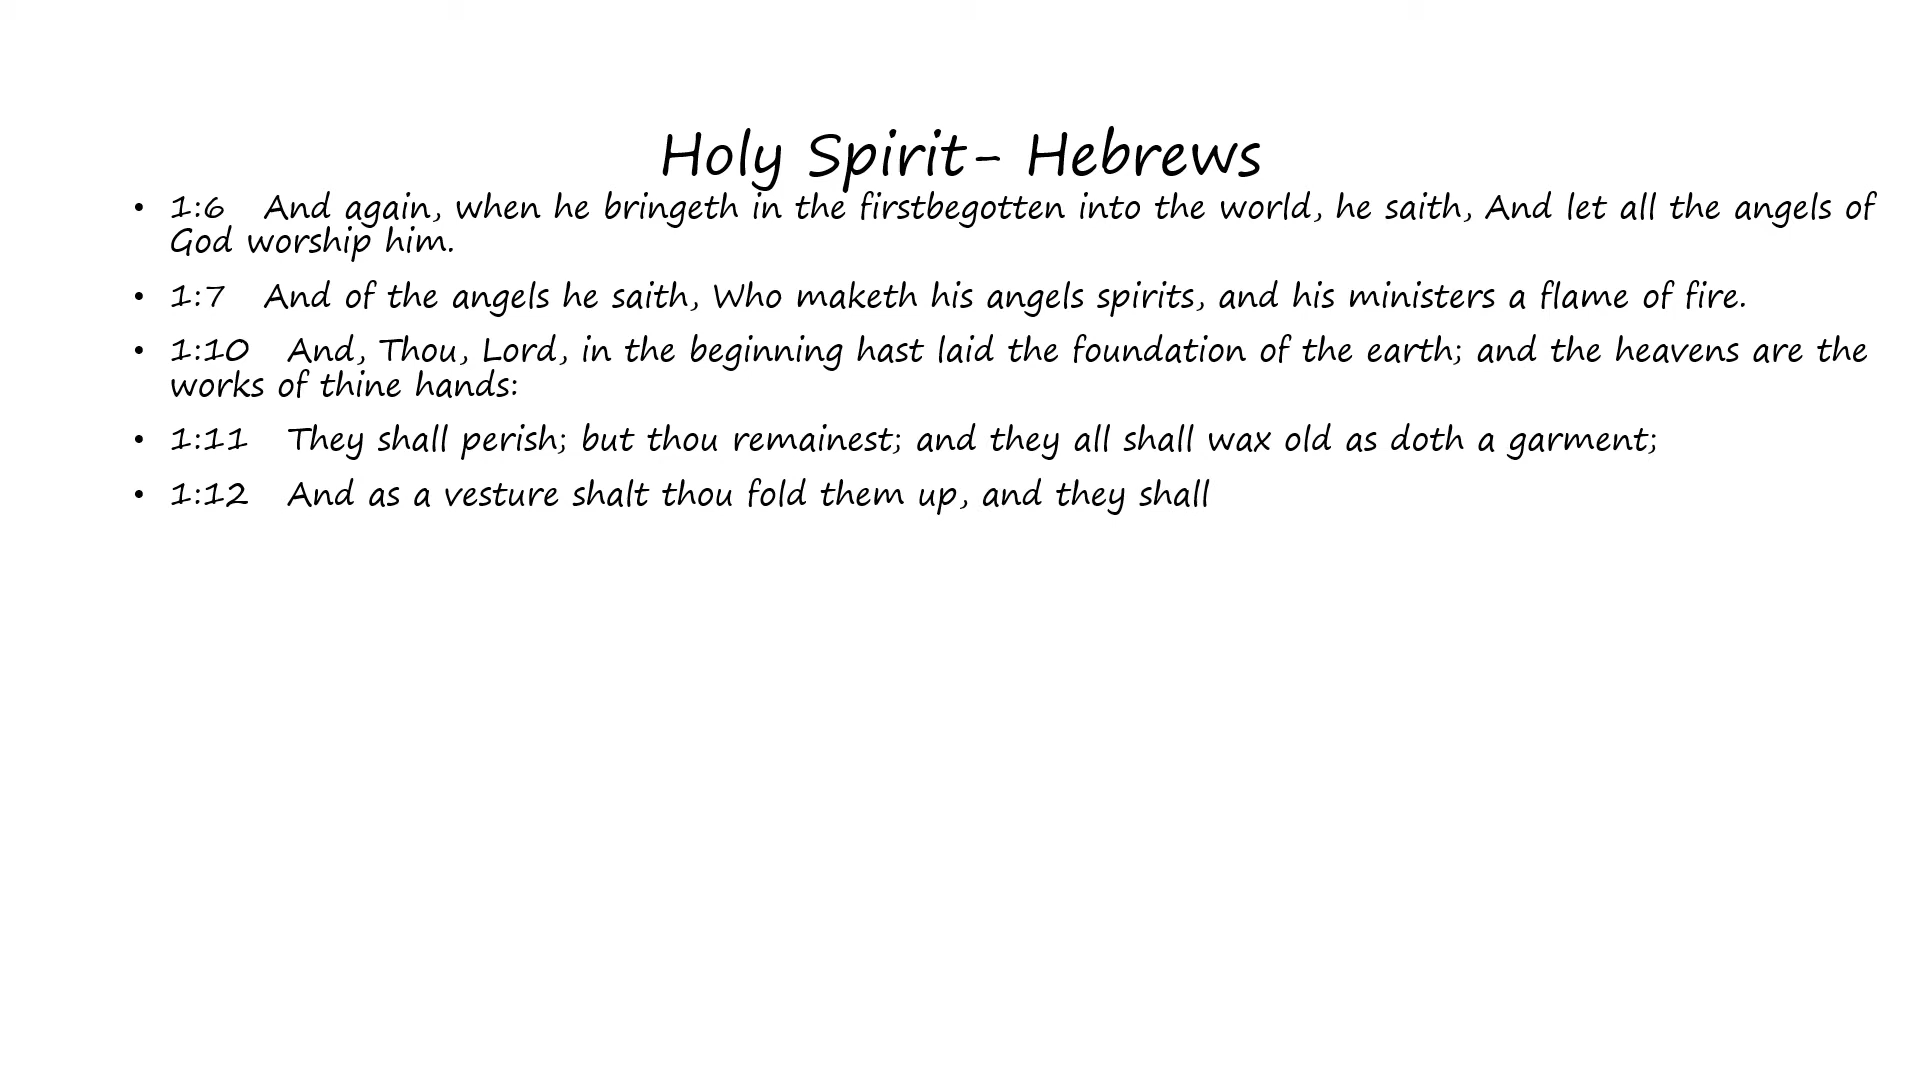 Holy Spirit- Hebrews
• 1:6 And again, when he bringeth in the firstbegotten into the world, he saith, And let all the angels of
God worship him.
• 1:7 And of the angels he saith, Who maketh his angels spirits, and his ministers a flame of fire.
• 1:10 And, Thou, Lord, in the beginning hast laid the foundation of the earth; and the heavens are the
works of thine hands:
• 1:11 They shall perish; but thou remainest; and they all shall wax old as doth a garment;
• 1:12 And as a vesture shalt thou fold them up, and they shall